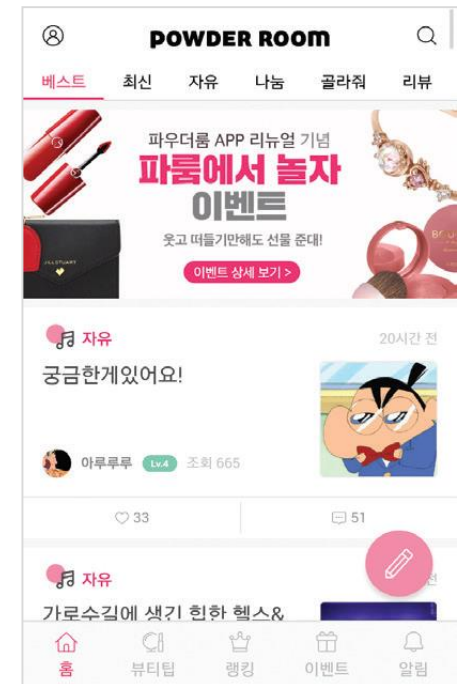 POWDER ROOM
베스트 최신 자유 나눔 골라줘 리뷰
파우더룸 APP 리뉴얼 기념
파룸에서 놀자
이벤트
웃고 떠들기만해도 선물 준대!
이벤트 상세 보기 >
JILLSTUART
자유 20시간 전
궁금한게있어요!
아루루루 Lv.4 조회 665
33 51
자유 전
가로수길에 생긴 힙한 헬스&
홈 뷰티팁 랭킹 이벤트 알림